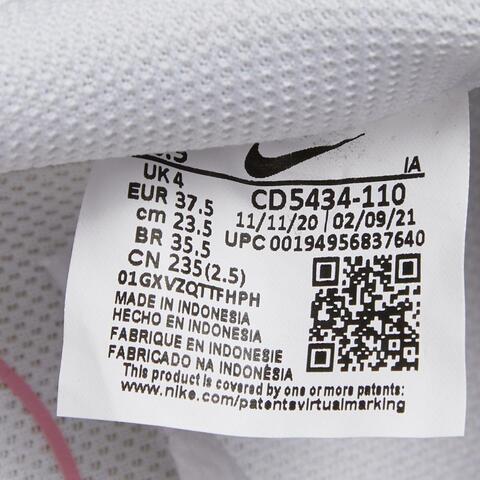 UK 4
EUR 37.5
cm 23.5
BR 35.5
CN 235(2.5)
01GXVZQTTFHPH
MADE IN INDONESIA
HECHO EN INDONESIA
FABRIQUE EN INDONESIE
FABRICADO NA INDONÉSIA
IA
CD5434-110
11/11/20 02/09/21
UPC 00194956837640
This product is covered by one or more patents:
www.nike.com/patentsvirtualmarking